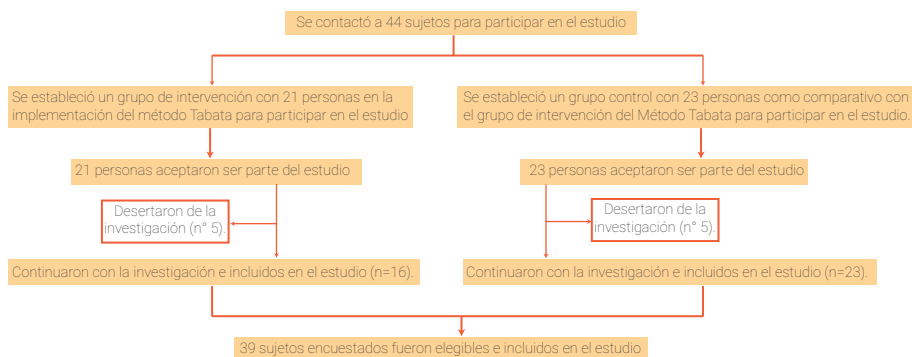 Se contactó a 44 sujetos para participar en el estudio
Se estableció un grupo de intervención con 21 personas en la
implementación del método Tabata para participar en el estudio
Se estableció un grupo control con 23 personas como comparativo con
el grupo de intervención del Método Tabata para participar en el estudio.
21 personas aceptaron ser parte del estudio
23 personas aceptaron ser parte del estudio
Desertaron de la
investigación (n° 5).
Desertaron de la
investigación (n° 5).
Continuaron con la investigación e incluidos en el estudio (n=16).
Continuaron con la investigación e incluidos en el estudio (n=23).
39 sujetos encuestados fueron elegibles e incluidos en el estudio